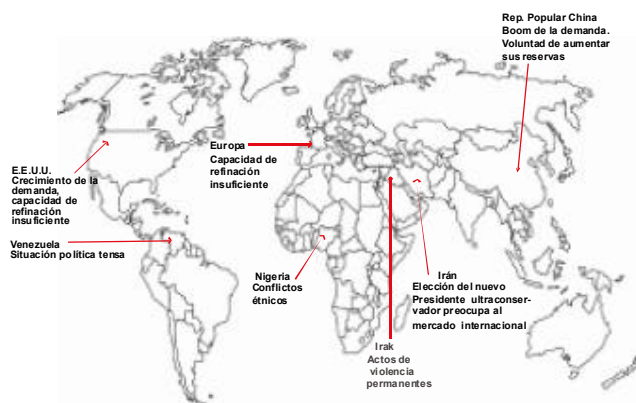 Rep. Popular China
Boom de la demanda.
Voluntad de aumentar
sus reservas
Europa
Capacidad de
refinación
insuficiente
E.E.U.U.
Crecimiento de la
demanda,
capacidad de
refinación
insuficiente
Venezuela
Situación política tensa
Nigeria
Conflictos
étnicos
Irán
Elección del nuevo
Presidente ultraconser-
vador preocupa al
mercado internacional
Irak
Actos de
violencia
permanentes